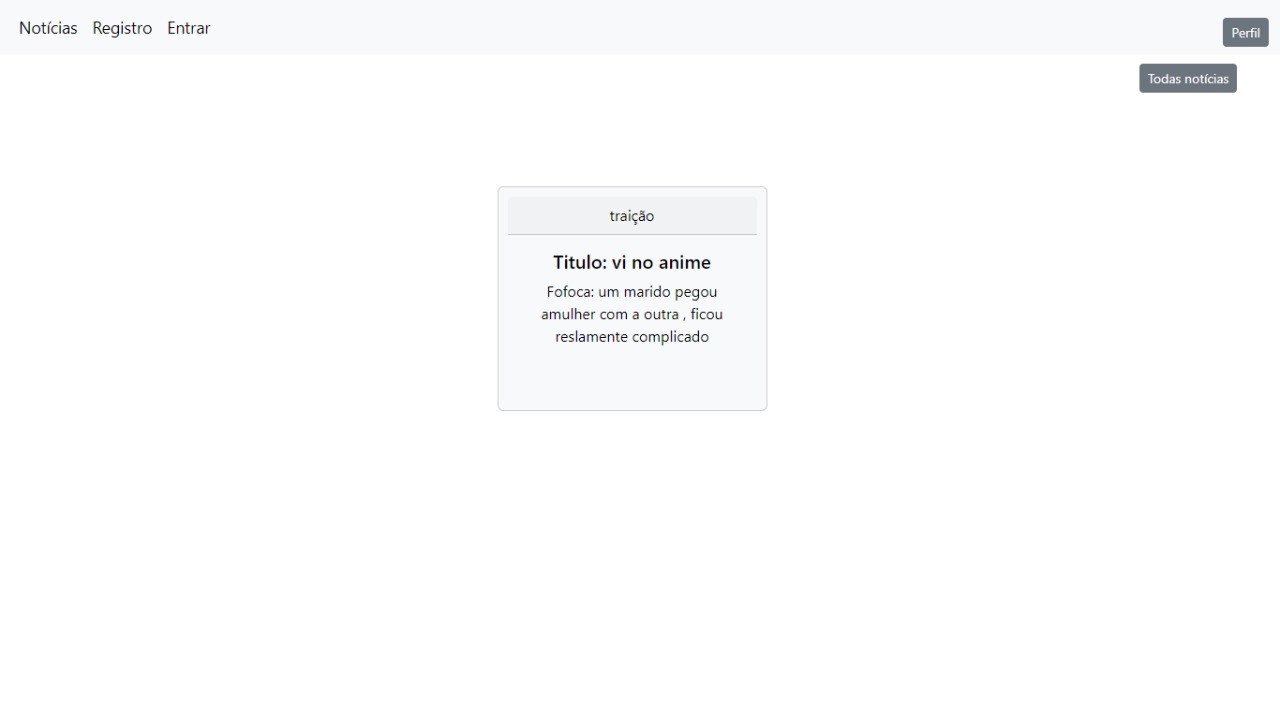 Notícias Registro Entrar
Perfil
Todas notícias
traição
Titulo: vi no anime
Fofoca: um marido pegou
amulher com a outra , ficou
reslamente complicado